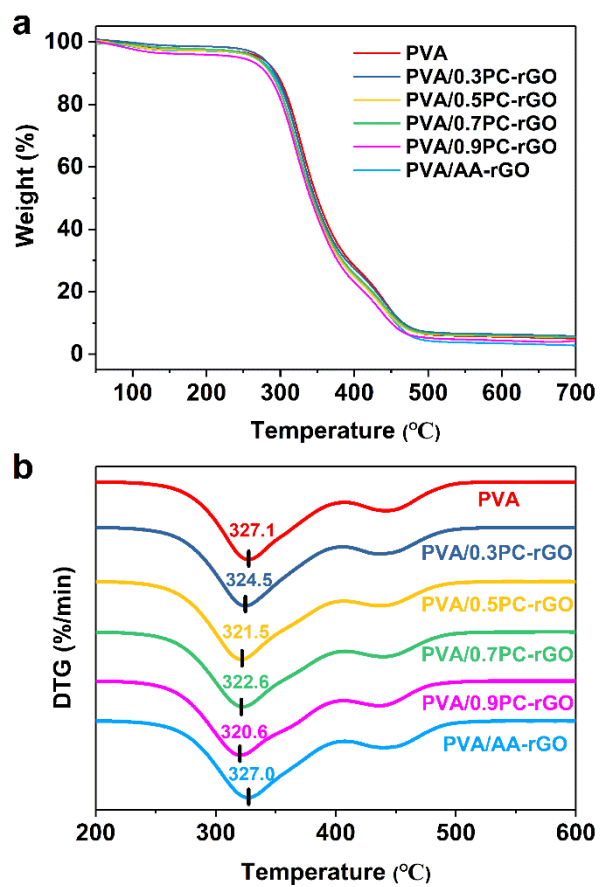 a
100
80
60
40
20
0
Weight (%)
PVA
PVA/0.3PC-rGO
PVA/0.5PC-rGO
PVA/0.7PC-rGO
PVA/0.9PC-rGO
PVA/AA-rGO
100 200 300 400 500 600 700
Temperature (℃)
b
DTG (%/min)
327.1
PVA
324.5
PVA/0.3PC-rGO
321.5
PVA/0.5PC-rGO
322.6
PVA/0.7PC-rGO
320.6
PVA/0.9PC-rGO
327.0
PVA/AA-rGO
200 300 400 500 600
Temperature (℃)